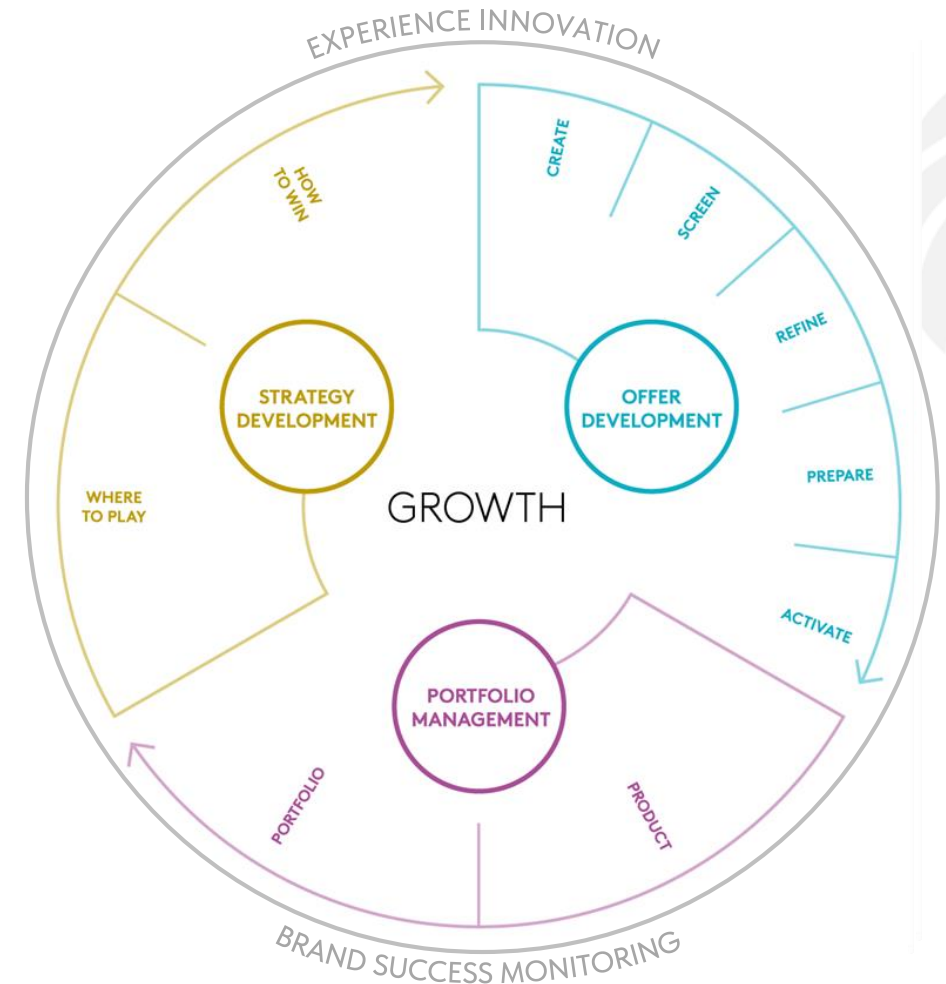 EXPERIENCE INNOVATION
HOW
TO WIN
CREATE
SCREEN
REFINE
STRATEGY
DEVELOPMENT
OFFER
DEVELOPMENT
PREPARE
WHERE
TO PLAY
GROWTH
ACTIVATE
PORTFOLIO
MANAGEMENT
PORTFOLIO
PRODUCT
BRAND SUCCESS MONITORING